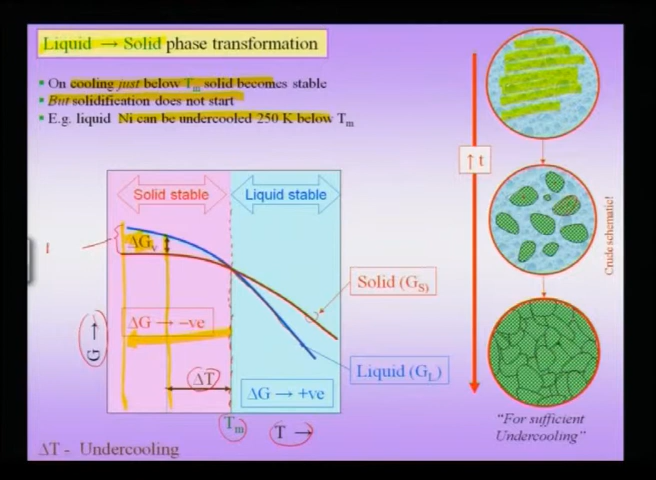 Liquid → Solid phase transformation
▪ On cooling just below Tm solid becomes stable
▪ But solidification does not start
▪ E.g. liquid Ni can be undercooled 250 K below Tm
↑ t
Solid stable
Liquid stable
Crude schematic!
ΔGv
Solid (GS)
ΔG → −ve
G →
Liquid (GL)
ΔT
ΔG → +ve
Tm
T →
"For sufficient
Undercooling"
ΔT - Undercooling